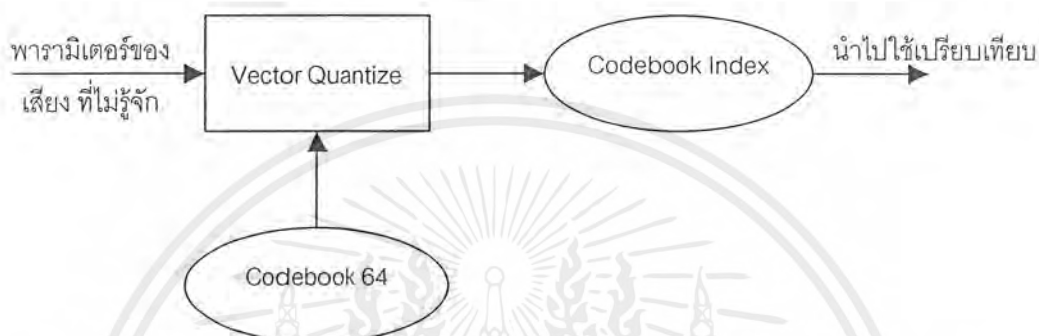 พารามิเตอร์ของ
เสียง ที่ไม่รู้จัก
Vector Quantize
Codebook Index
นำไปใช้เปรียบเทียบ
Codebook 64